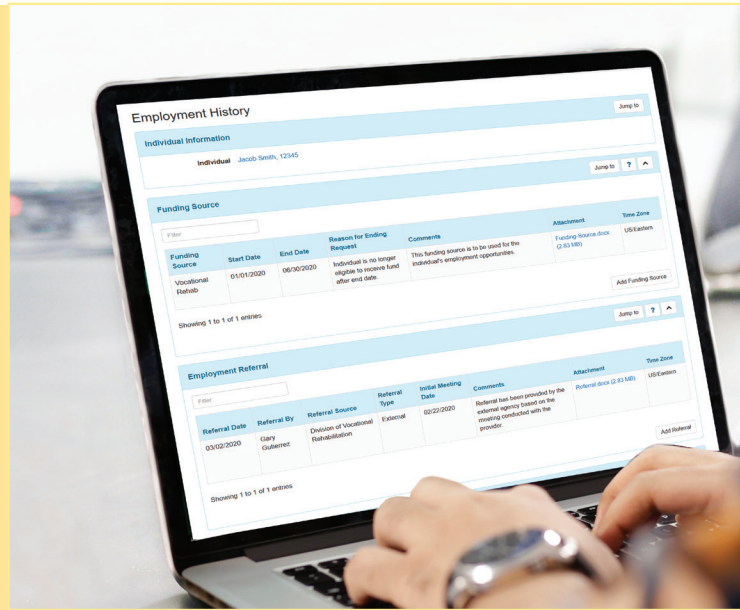 Employment History
Individual Information
Jump to
Individual Jacob Smith, 12345
Funding Source
Jump to ?
Filter
Funding Source Start Date End Date Reason for Ending Request Comments Attachment Time Zone
Vocational Rehab 01/01/2020 06/30/2020 Individual is no longer eligible to receive fund after end date. This funding source is to be used for the individual's employment opportunities. Funding-Source.docx (2.83 MB) US/Eastern
Showing 1 to 1 of 1 entries
Add Funding Source
Employment Referral
Jump to ?
Filter
Referral Date Referral By Referral Source Referral Type Initial Meeting Date Comments Attachment Time Zone
03/02/2020 Gary Gutierrez Division of Vocational Rehabilitation External 02/22/2020 Referral has been provided by the external agency based on the meeting conducted with the provider. Referral.docx (2.83 MB) US/Eastern
Showing 1 to 1 of 1 entries
Add Referral